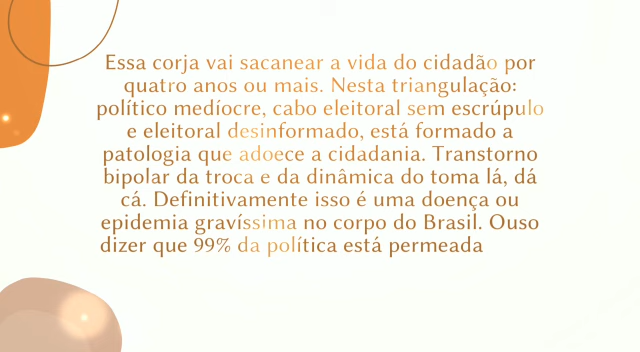 Essa corja vai sacanear a vida do cidadão por
quatro anos ou mais. Nesta triangulação:
político medíocre, cabo eleitoral sem escrúpulo
e eleitoral desinformado, está formado a
patologia que adoece a cidadania. Transtorno
bipolar da troca e da dinâmica do toma lá, dá
cá. Definitivamente isso é uma doença ou
epidemia gravíssima no corpo do Brasil. Ouso
dizer que 99% da política está permeada